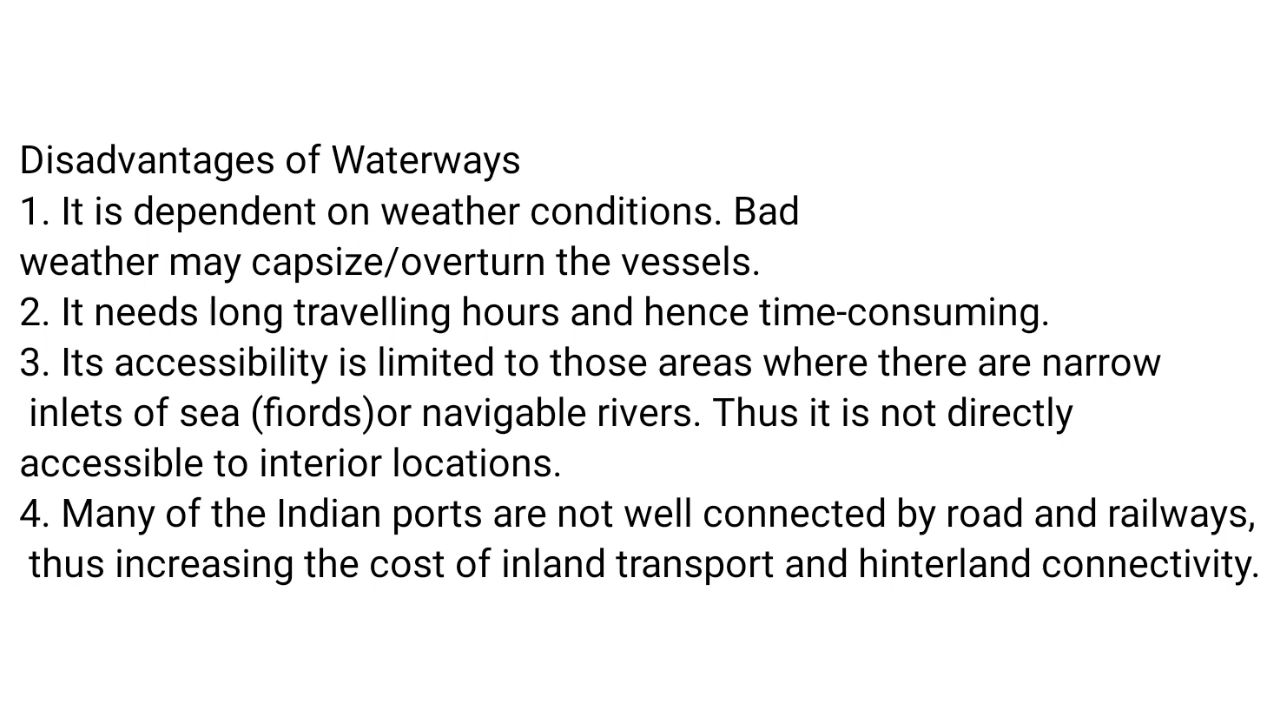 Disadvantages of Waterways
1. It is dependent on weather conditions. Bad
weather may capsize/overturn the vessels.
2. It needs long travelling hours and hence time-consuming.
3. Its accessibility is limited to those areas where there are narrow
inlets of sea (fiords)or navigable rivers. Thus it is not directly
accessible to interior locations.
4. Many of the Indian ports are not well connected by road and railways,
thus increasing the cost of inland transport and hinterland connectivity.